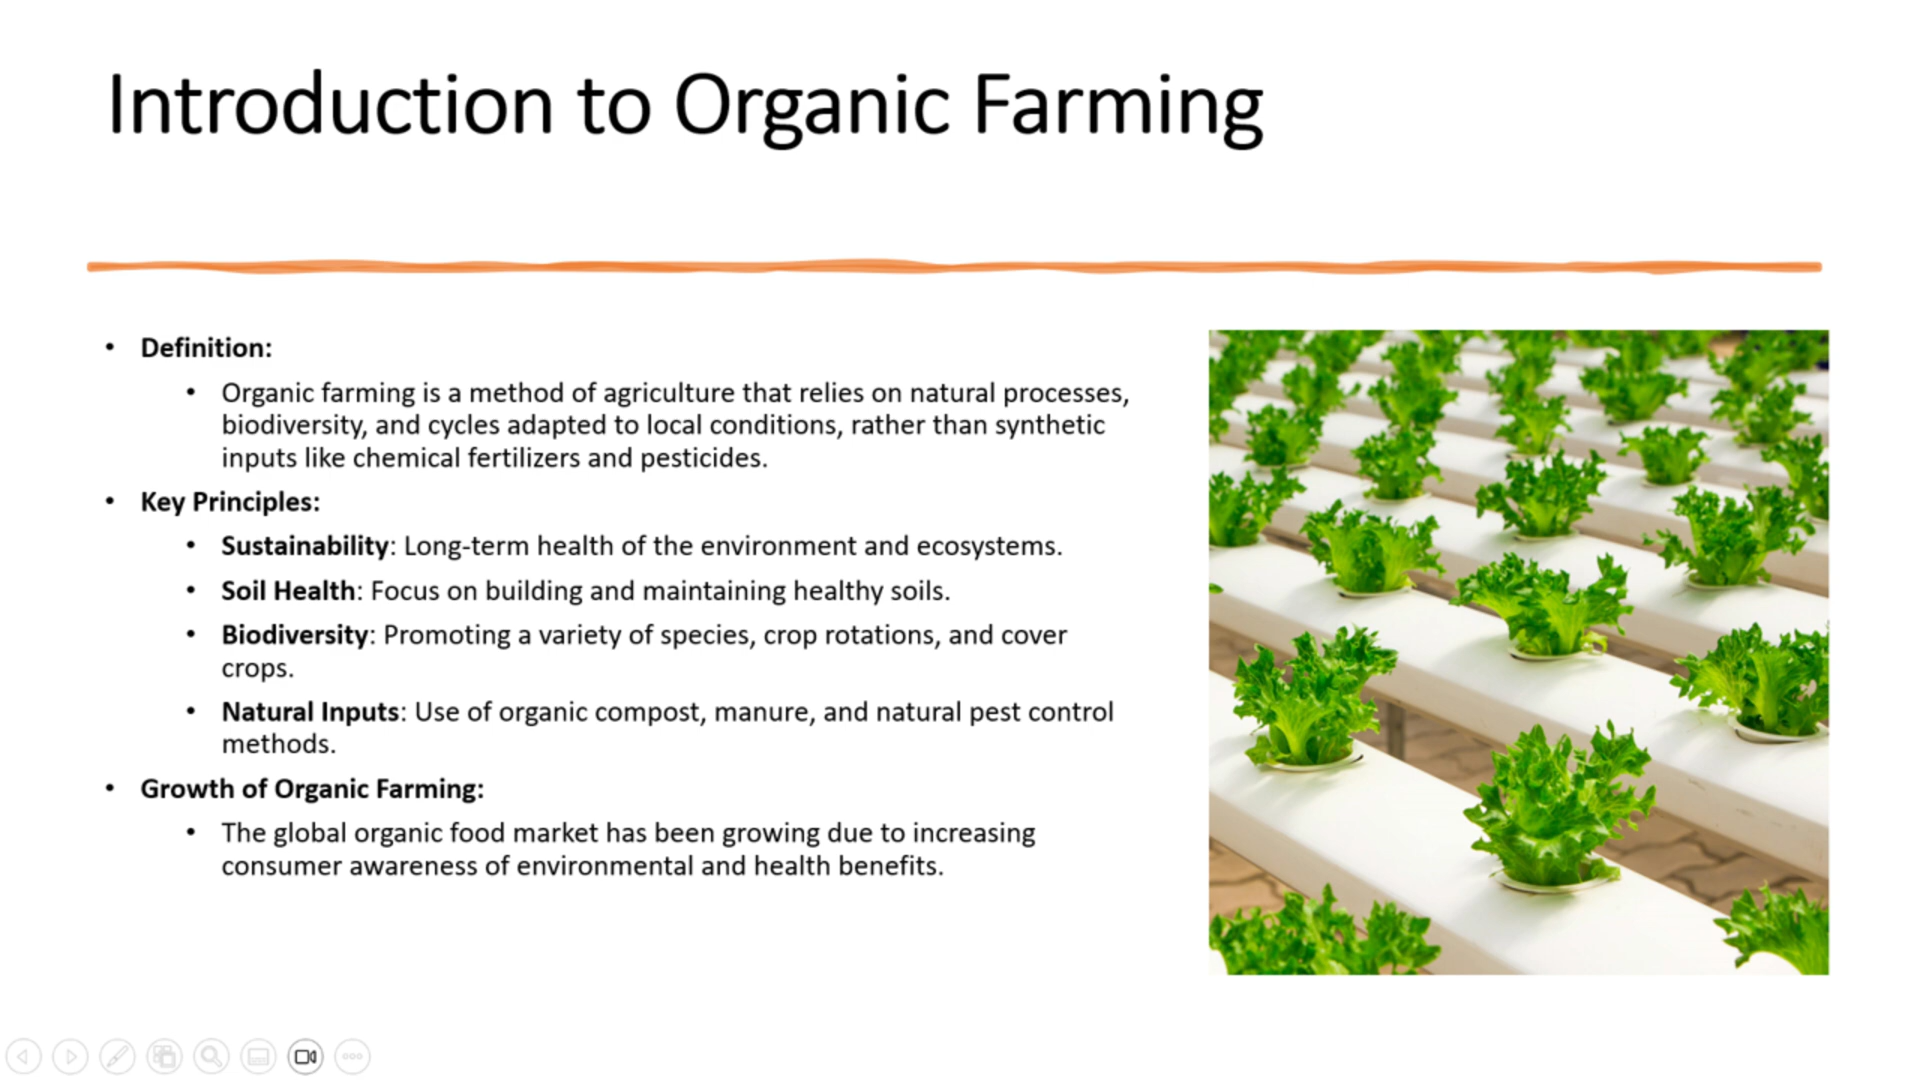 Introduction to Organic Farming
• Definition:
• Organic farming is a method of agriculture that relies on natural processes,
biodiversity, and cycles adapted to local conditions, rather than synthetic
inputs like chemical fertilizers and pesticides.
• Key Principles:
• Sustainability: Long-term health of the environment and ecosystems.
• Soil Health: Focus on building and maintaining healthy soils.
• Biodiversity: Promoting a variety of species, crop rotations, and cover
crops.
• Natural Inputs: Use of organic compost, manure, and natural pest control
methods.
• Growth of Organic Farming:
• The global organic food market has been growing due to increasing
consumer awareness of environmental and health benefits.